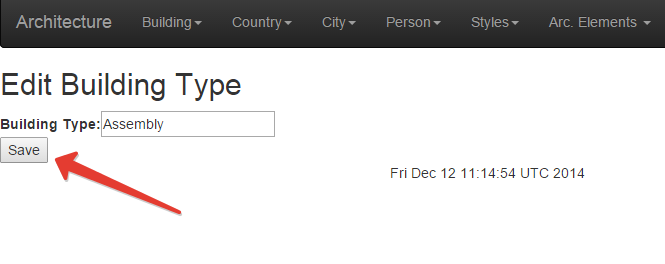 Architecture Building Country City Person Styles Arc. Elements
Edit Building Type
Building Type: Assembly
Save
Fri Dec 12 11:14:54 UTC 2014